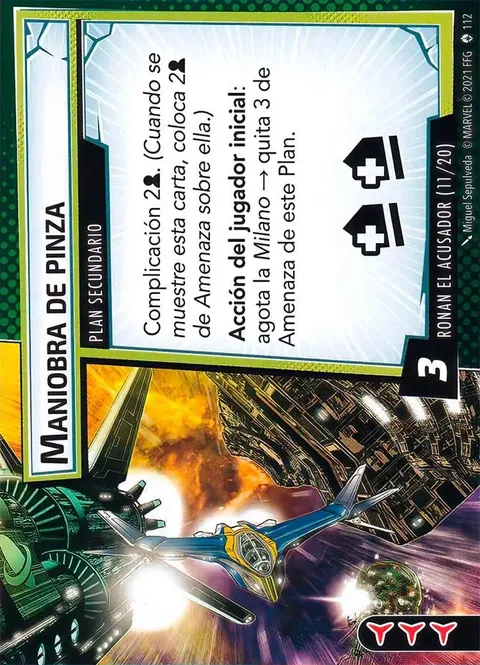 MANIOBRA DE PINZA
PLAN SECUNDARIO
Complicación 2. (Cuando se
muestre esta carta, coloca 2
de Amenaza sobre ella.)
Acción del jugador inicial:
agota la Milano → quita 3 de
Amenaza de este Plan.
3
RONAN EL ACUSADOR (11/20)
Miguel Sepulveda © MARVEL © 2021 FFG 112